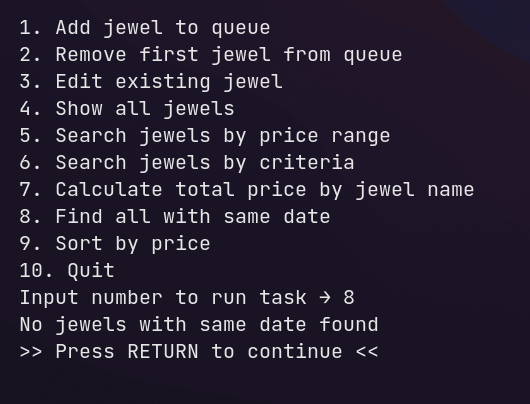 1. Add jewel to queue
2. Remove first jewel from queue
3. Edit existing jewel
4. Show all jewels
5. Search jewels by price range
6. Search jewels by criteria
7. Calculate total price by jewel name
8. Find all with same date
9. Sort by price
10. Quit
Input number to run task → 8
No jewels with same date found
>> Press RETURN to continue <<